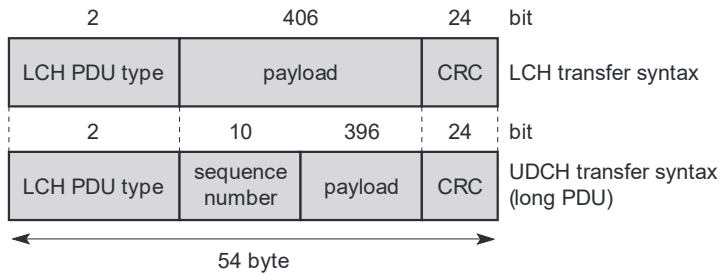 2 406 24 bit
LCH PDU type payload CRC LCH transfer syntax
2 10 396 24 bit
LCH PDU type sequence number payload CRC UDCH transfer syntax (long PDU)
54 byte